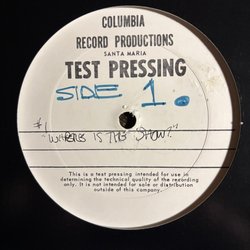 COLUMBIA
RECORD PRODUCTIONS
SANTA MARIA
TEST PRESSING
SIDE 1.
#1
"WHERE IS THE SHOW?"
This is a test pressing intended for use in
determining the technical quality of the recording
only. It is not intended for sale or distribution
outside of this company.